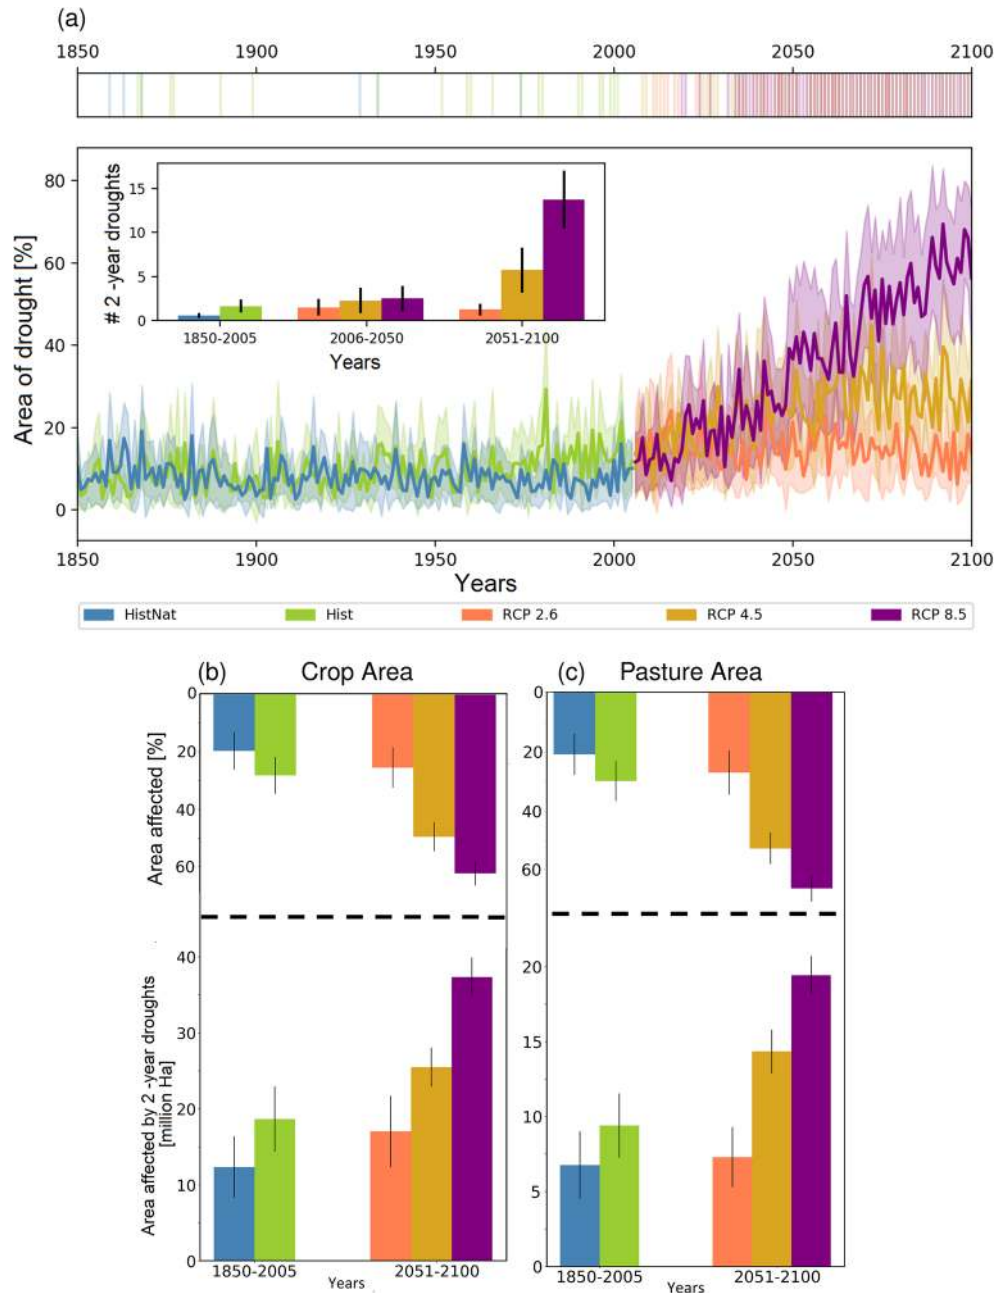 (a)
1850 1900 1950 2000 2050 2100
80
60
40
20
0
Area of drought [%]
15
10
5
0
# 2 -year droughts
1850-2005 2006-2050 2051-2100
Years
1850 1900 1950 2000 2050 2100
Years
HistNat Hist RCP 2.6 RCP 4.5 RCP 8.5
(b) Crop Area
0
20
40
60
Area affected [%]
40
30
20
10
0
Area affected by 2 -year droughts
[million Ha]
1850-2005 2051-2100
Years
(c) Pasture Area
0
20
40
60
20
15
10
5
0
1850-2005 2051-2100
Years